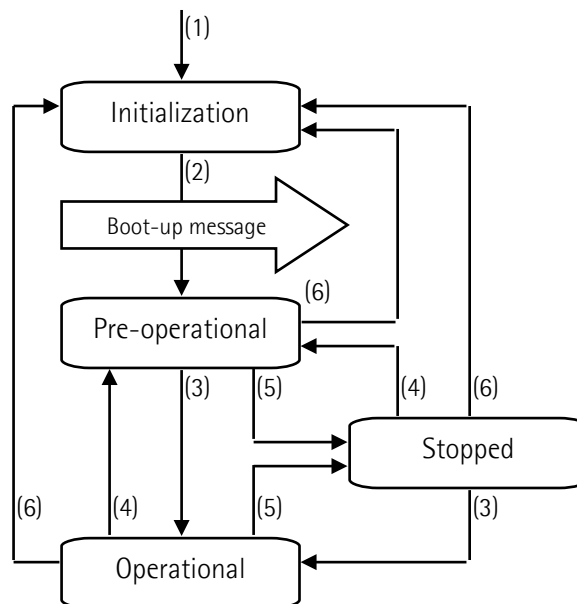 (1)
Initialization
(2)
Boot-up message
(6)
Pre-operational
(3)
(5)
(4)
(6)
Stopped
(6)
(4)
(5)
(3)
Operational